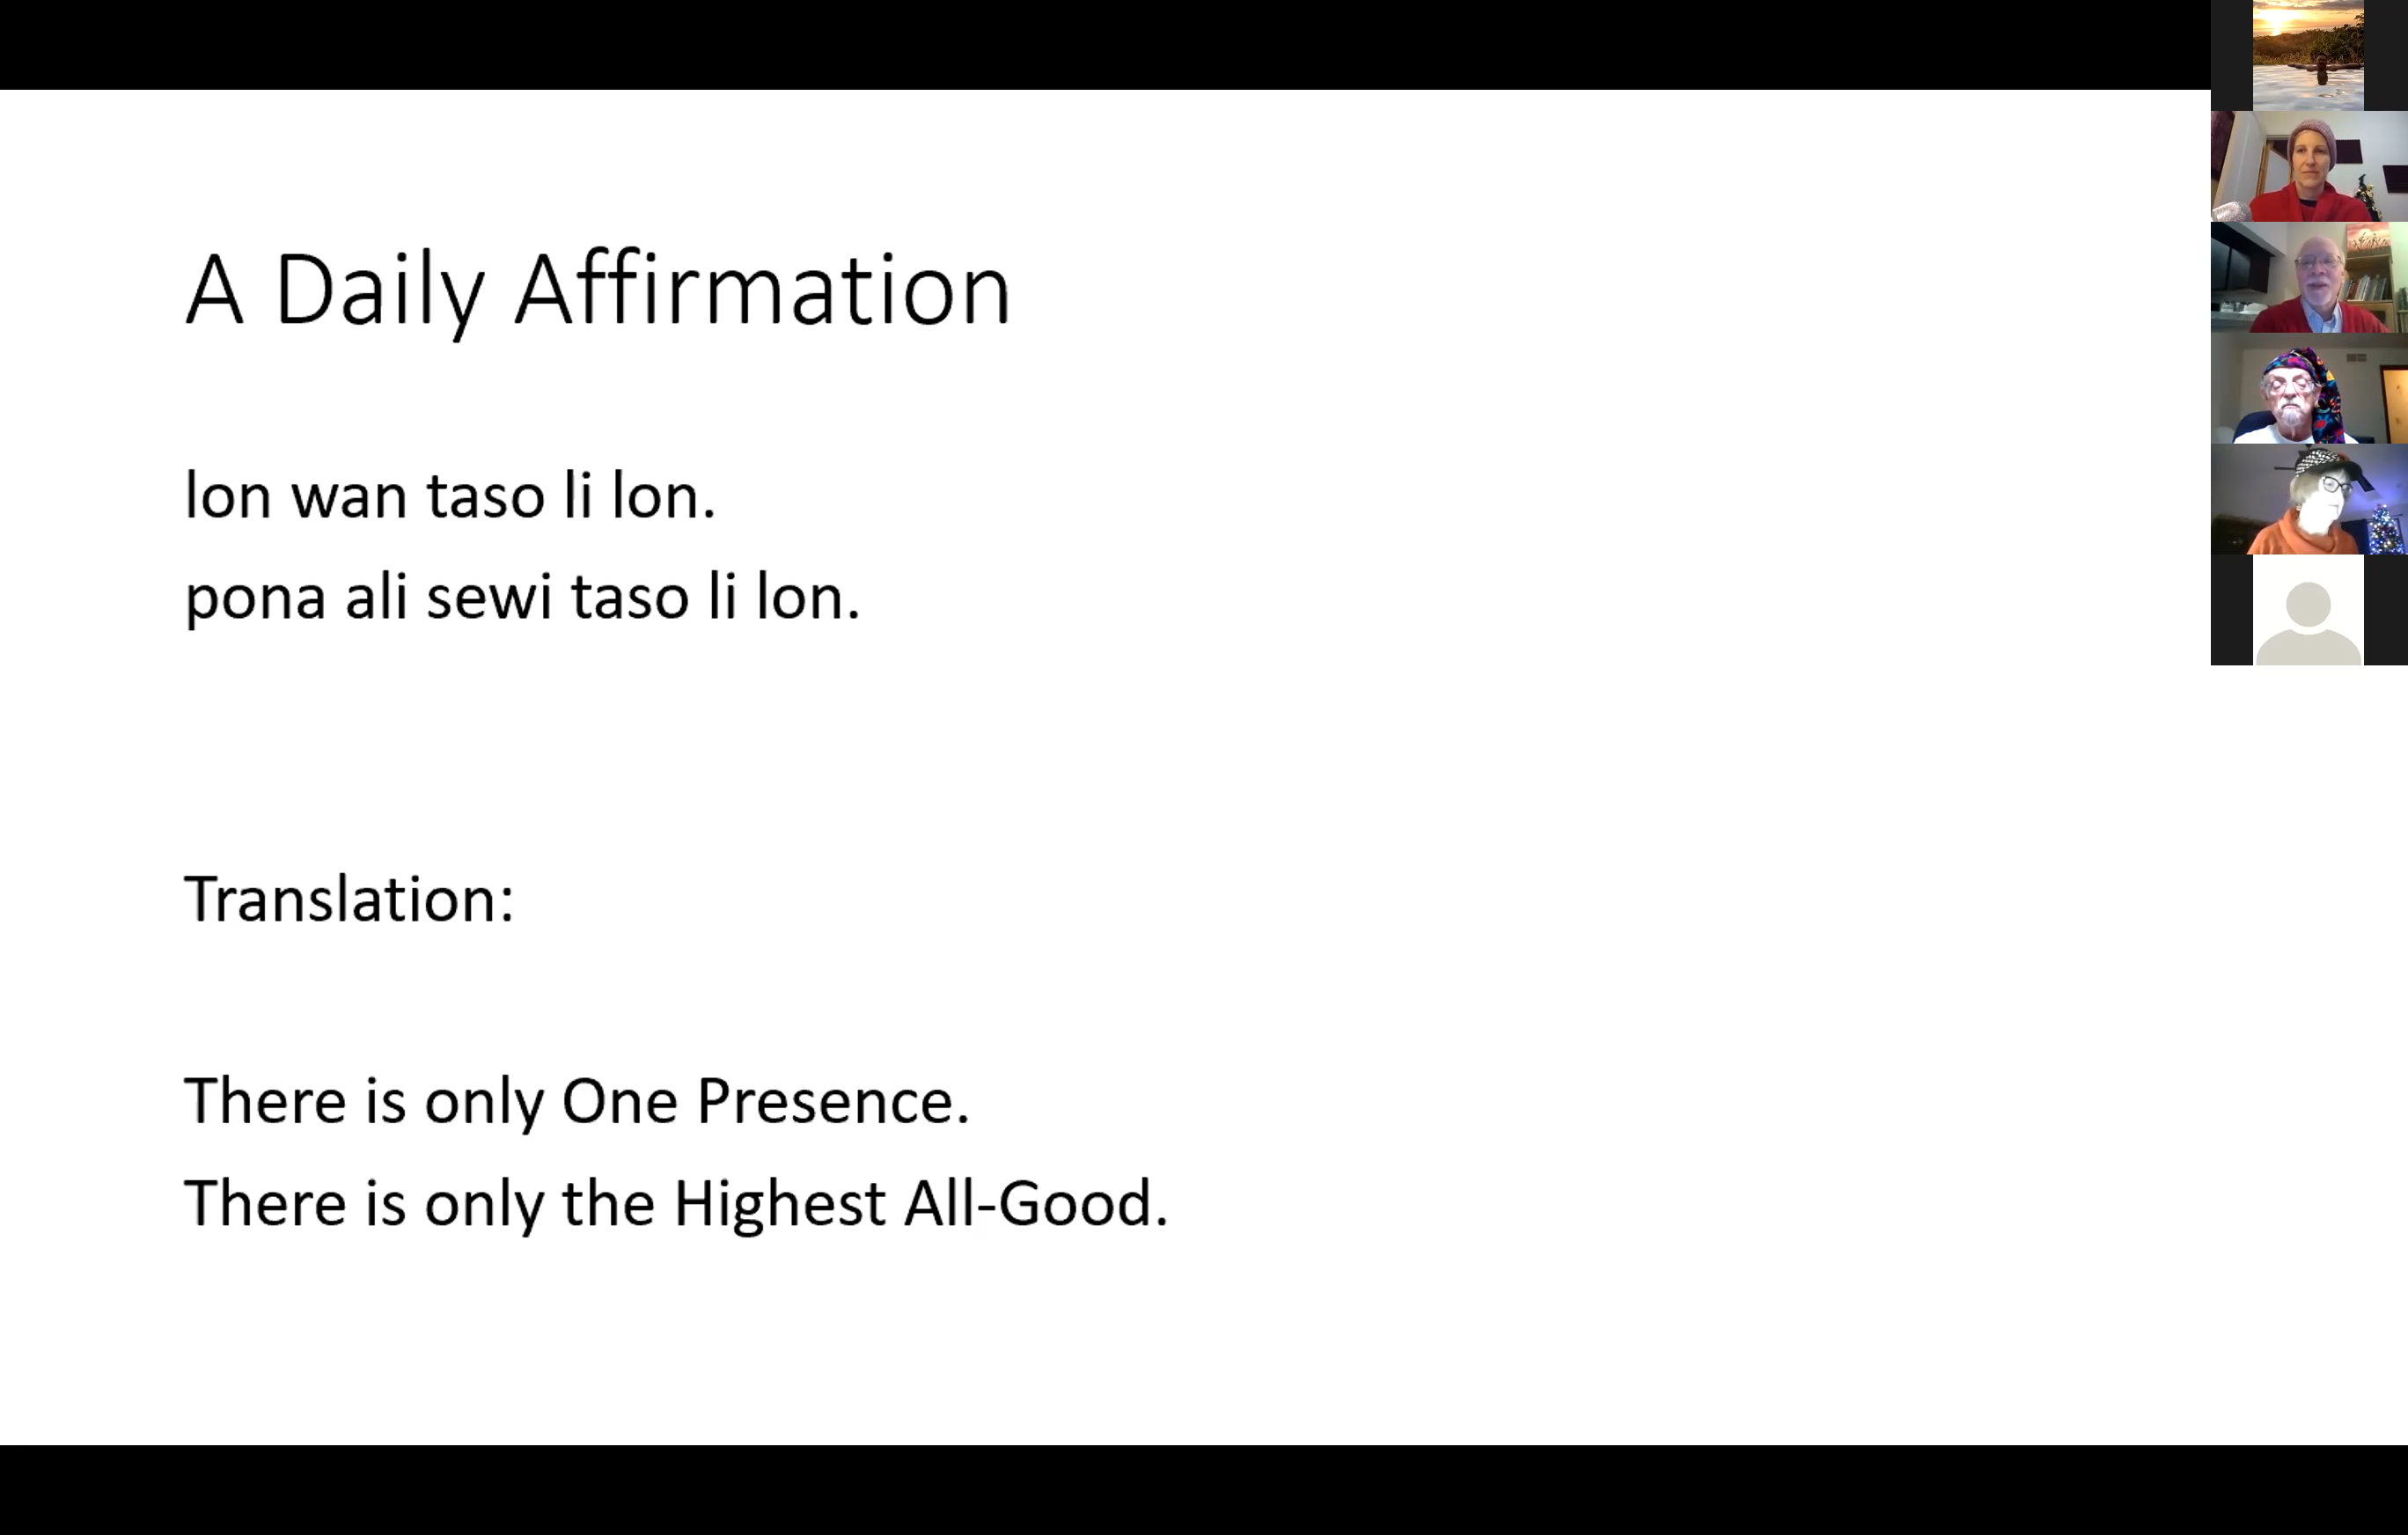 A Daily Affirmation
lon wan taso li lon.
pona ali sewi taso li lon.
Translation:
There is only One Presence.
There is only the Highest All-Good.